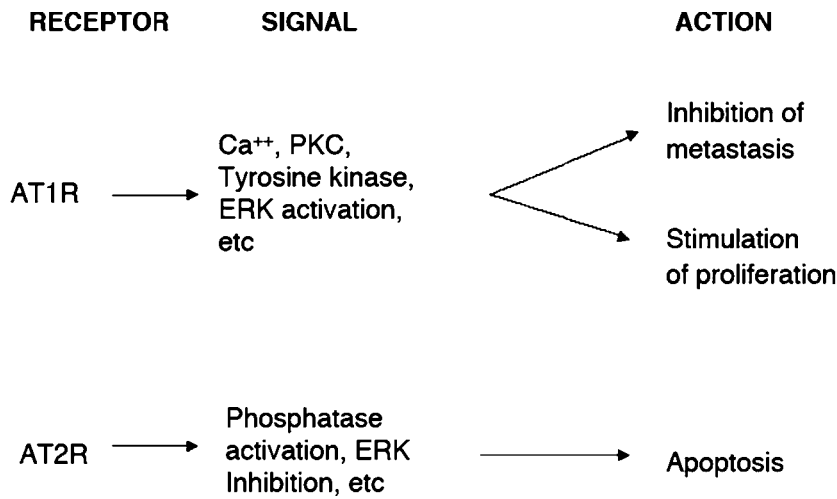 RECEPTOR SIGNAL ACTION
AT1R
Ca++, PKC,
Tyrosine kinase,
ERK activation,
etc
Inhibition of
metastasis
Stimulation
of proliferation
AT2R
Phosphatase
activation, ERK
Inhibition, etc
Apoptosis